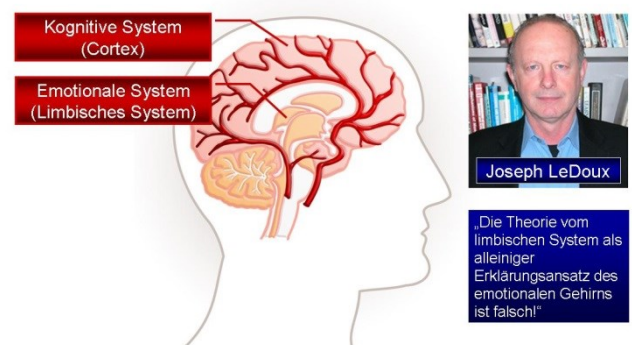 Kognitive System
(Cortex)
Emotionale System
(Limbisches System)
Joseph LeDoux
„Die Theorie vom
limbischen System als
alleiniger
Erklärungsansatz des
emotionalen Gehirns
ist falsch!“